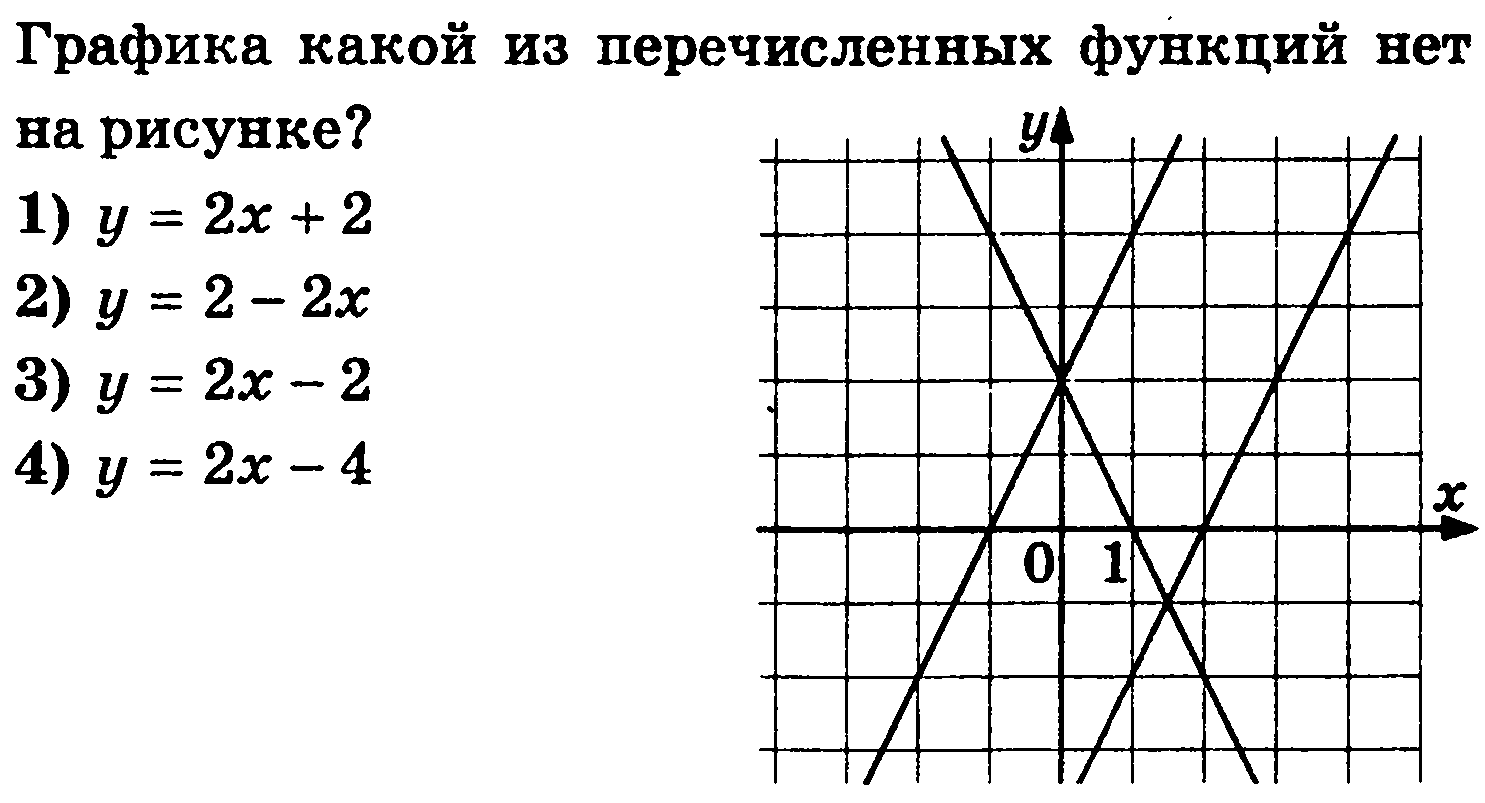 Графика какой из перечисленных функций нет
на рисунке?
1) y = 2x + 2
2) y = 2 − 2x
3) y = 2x − 2
4) y = 2x − 4
y
x
0 1